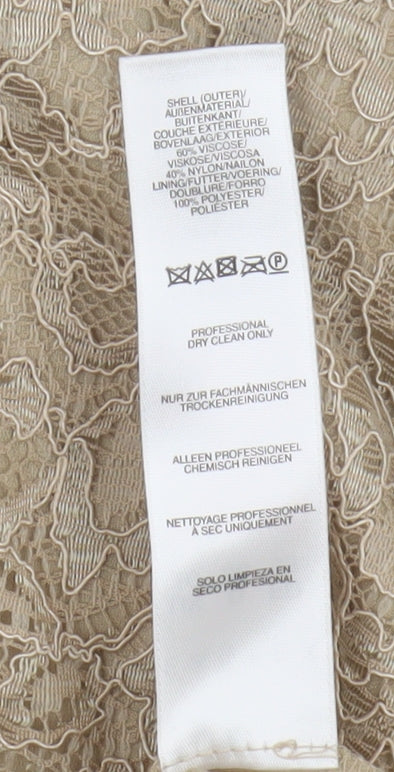 SHELL (OUTER)/
AUßENMATERIAL/
BUITENKANT/
COUCHE EXTÉRIEURE/
BOVENLAAG/EXTERIOR
60% VISCOSE/
VISKOSE/VISCOSA
40% NYLON/NAILON
LINING/FUTTER/VOERING/
DOUBLURE/FORRO
100% POLYESTER/
POLIÉSTER
P
PROFESSIONAL
DRY CLEAN ONLY
NUR ZUR FACHMÄNNISCHEN
TROCKENREINIGUNG
ALLEEN PROFESSIONEEL
CHEMISCH REINIGEN
NETTOYAGE PROFESSIONNEL
À SEC UNIQUEMENT
SOLO LIMPIEZA EN
SECO PROFESIONAL